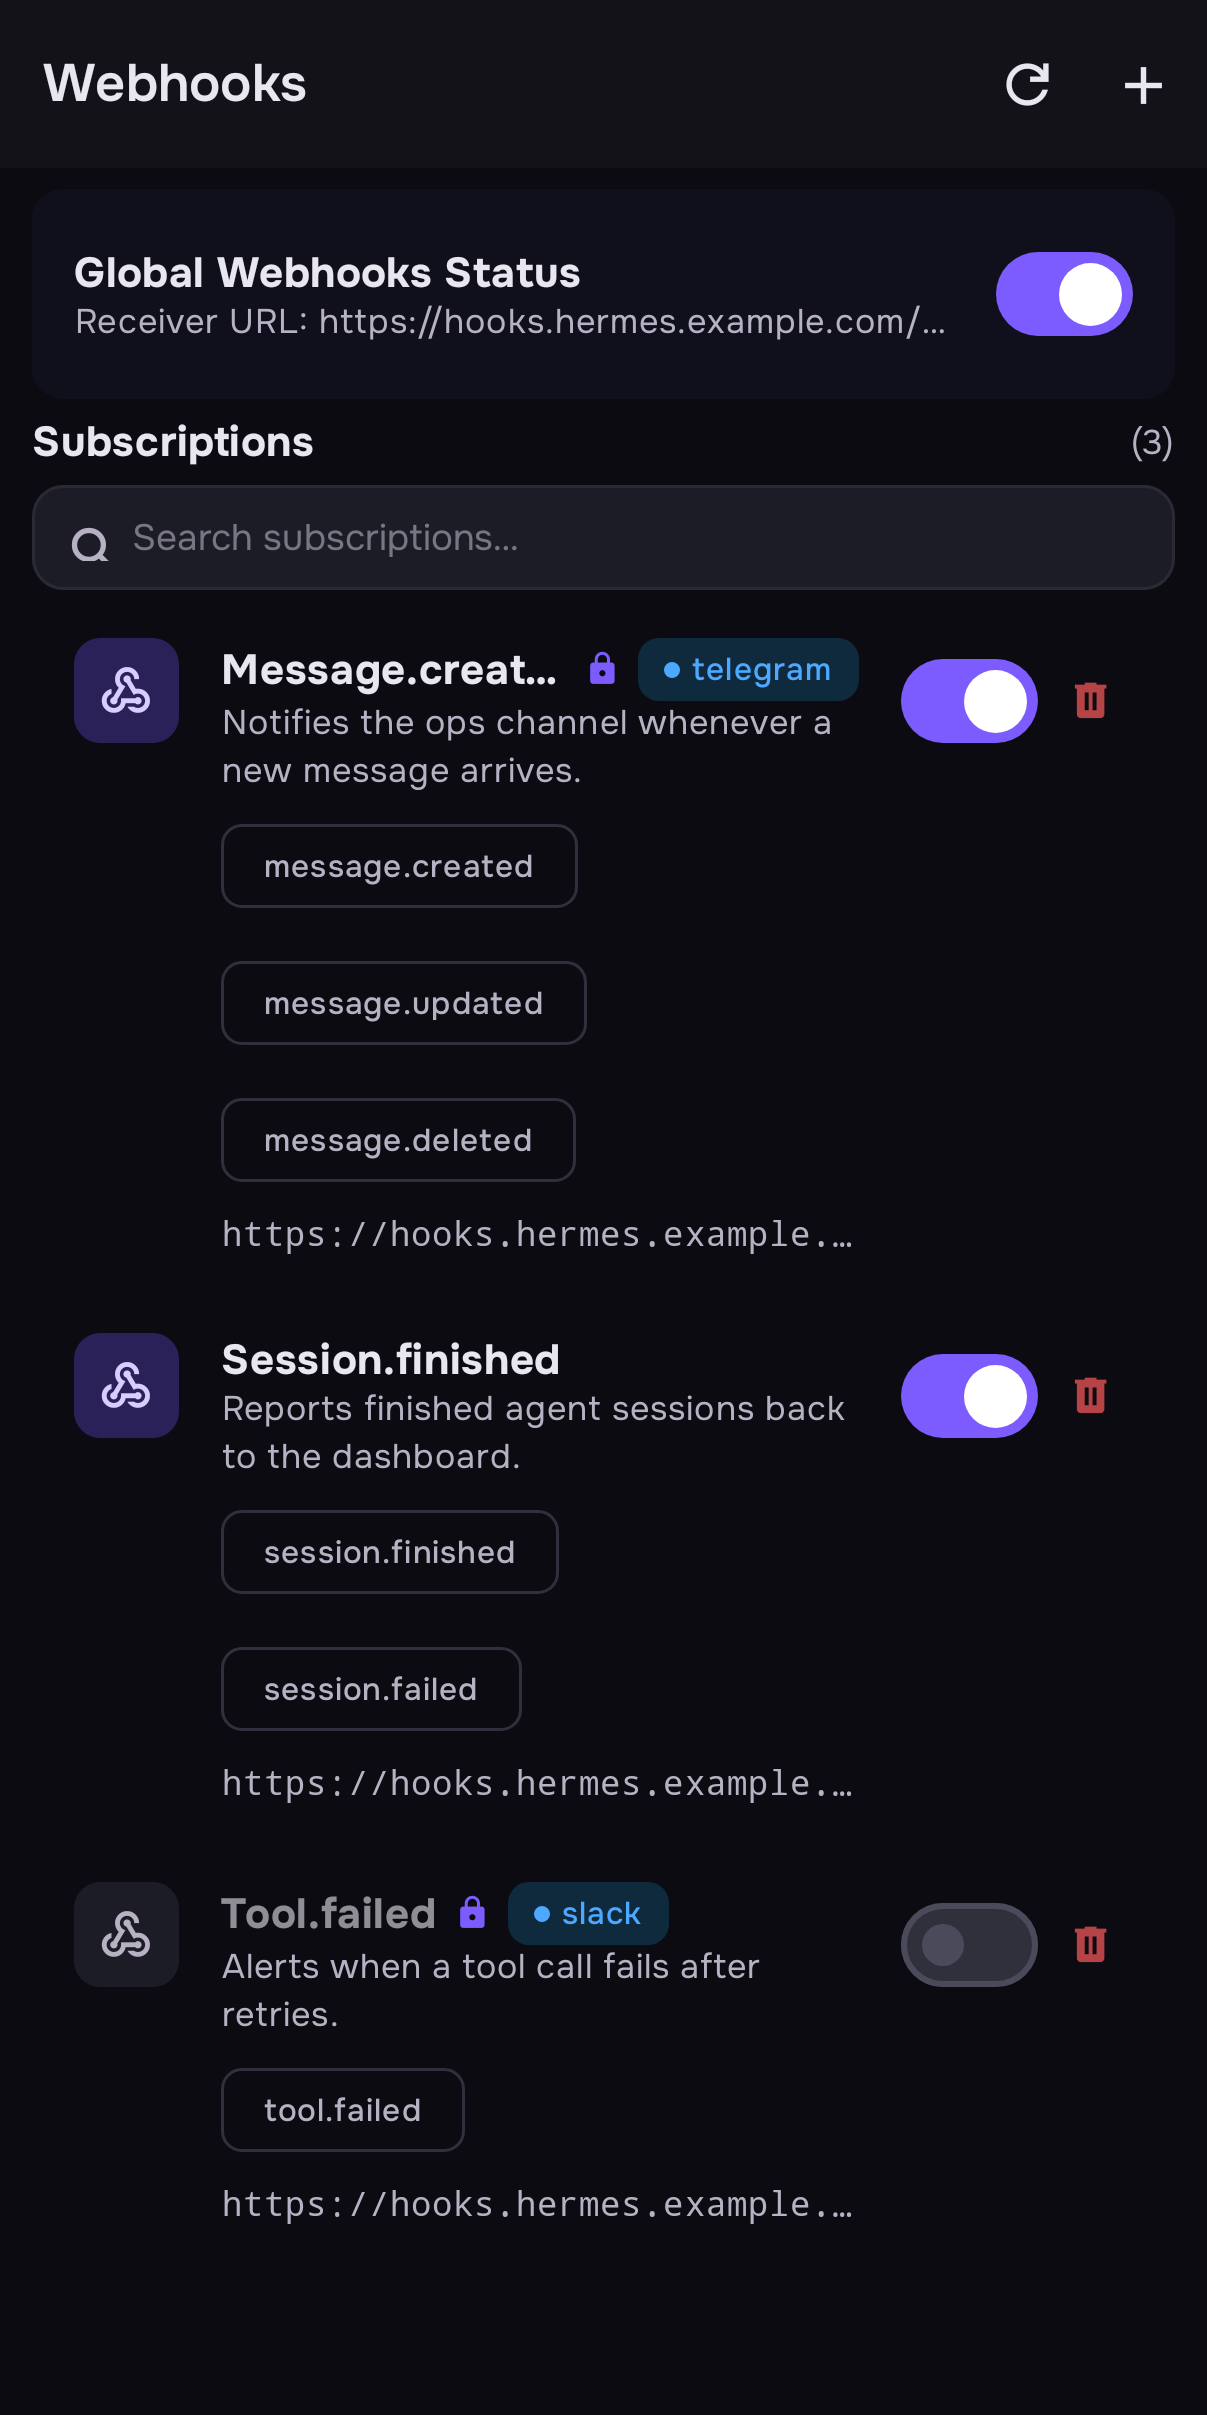 Webhooks
Global Webhooks Status
Receiver URL: https://hooks.hermes.example.com/...
Subscriptions
(3)
Search subscriptions...
Message.creat...
telegram
Notifies the ops channel whenever a
new message arrives.
message.created
message.updated
message.deleted
https://hooks.hermes.example.…
Session.finished
Reports finished agent sessions back
to the dashboard.
session.finished
session.failed
https://hooks.hermes.example.…
Tool.failed
slack
Alerts when a tool call fails after
retries.
tool.failed
https://hooks.hermes.example.…